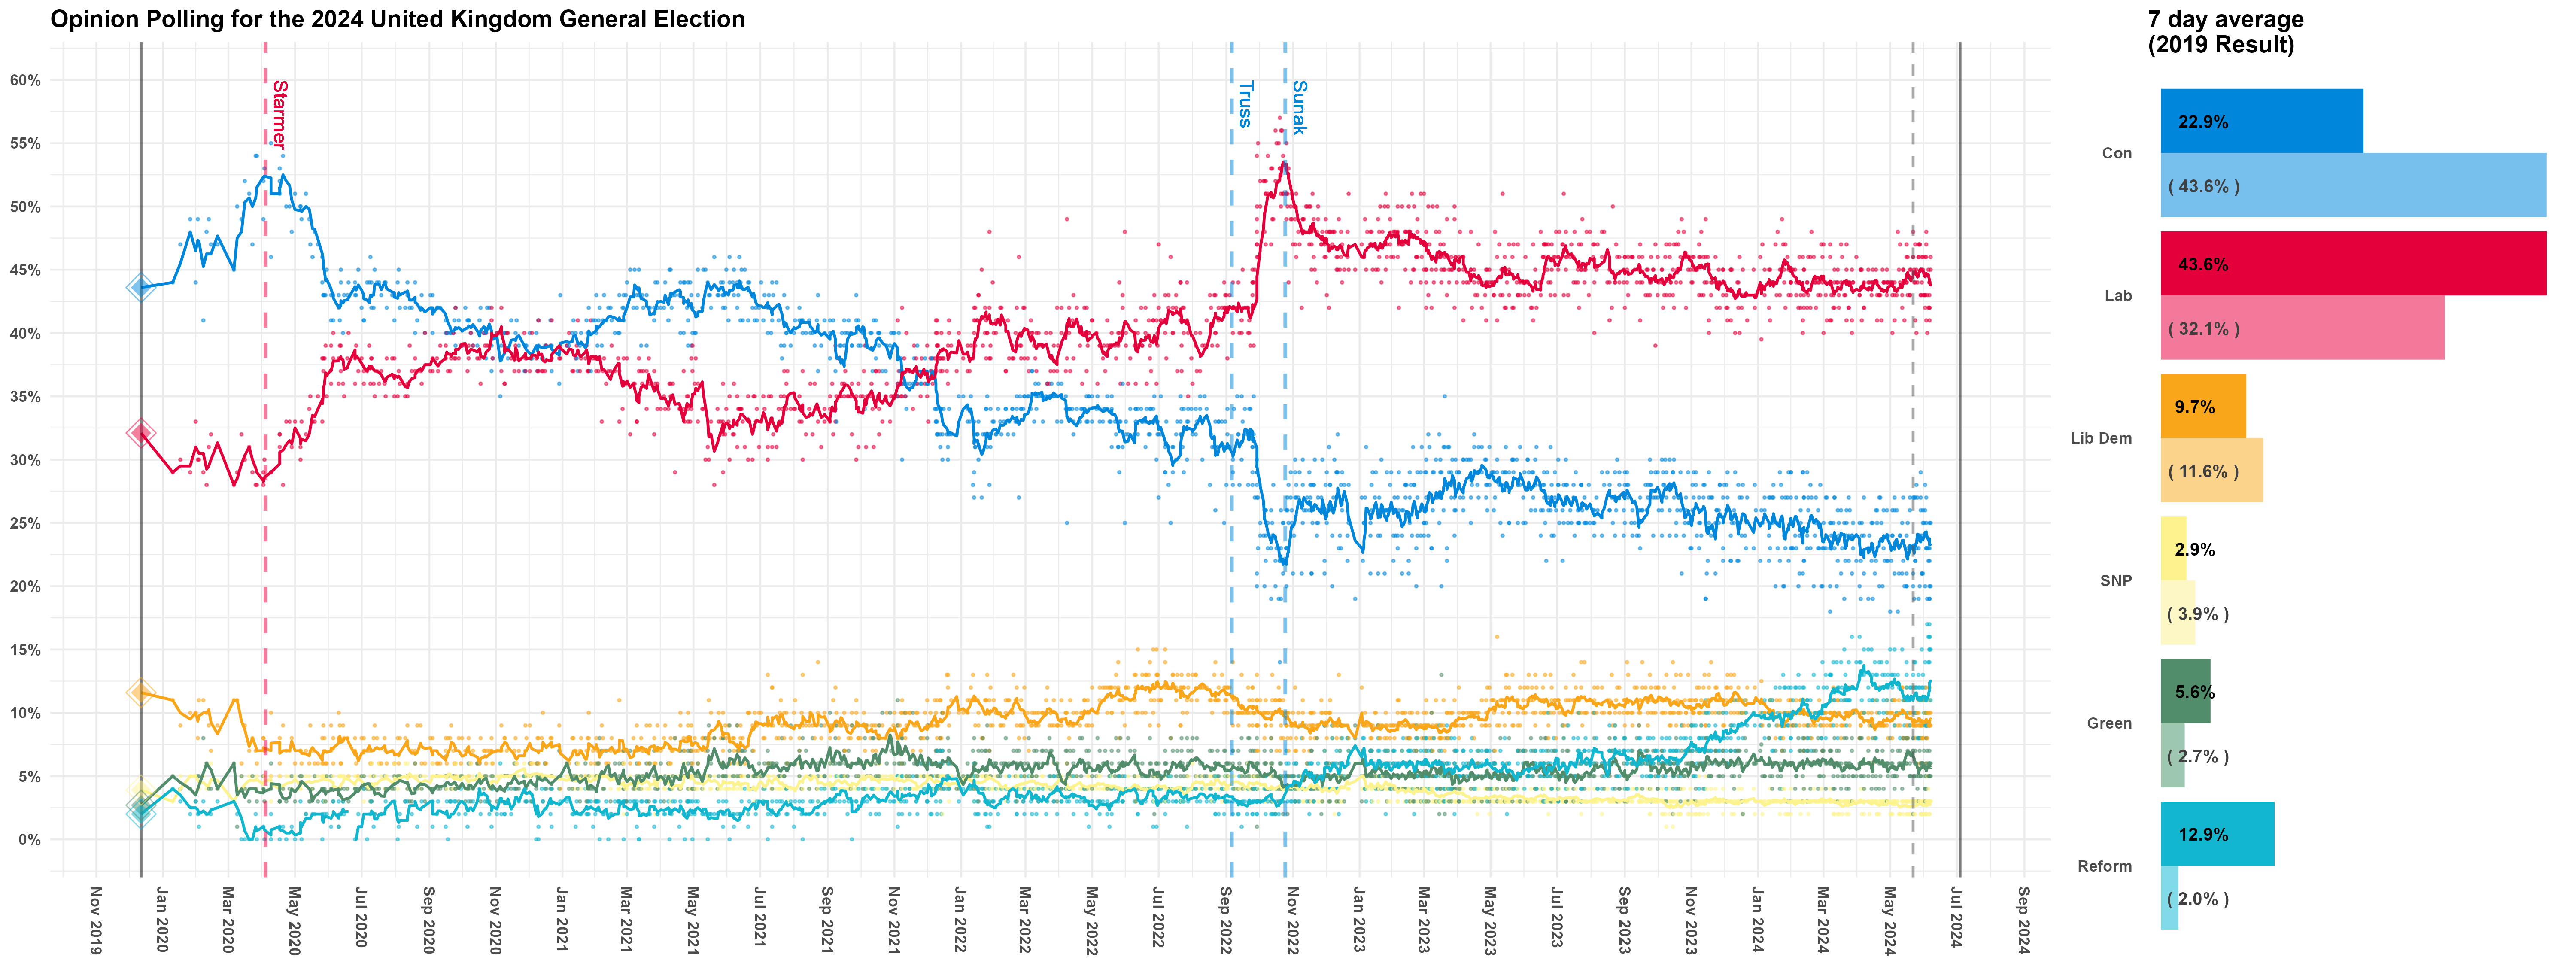 Opinion Polling for the 2024 United Kingdom General Election
60%
55%
50%
45%
40%
35%
30%
25%
20%
15%
10%
5%
0%
Starmer
Truss
Sunak
Nov 2019
Jan 2020
Mar 2020
May 2020
Jul 2020
Sep 2020
Nov 2020
Jan 2021
Mar 2021
May 2021
Jul 2021
Sep 2021
Nov 2021
Jan 2022
Mar 2022
May 2022
Jul 2022
Sep 2022
Nov 2022
Jan 2023
Mar 2023
May 2023
Jul 2023
Sep 2023
Nov 2023
Jan 2024
Mar 2024
May 2024
Jul 2024
Sep 2024
7 day average
(2019 Result)
Con
22.9%
( 43.6% )
Lab
43.6%
( 32.1% )
Lib Dem
9.7%
( 11.6% )
SNP
2.9%
( 3.9% )
Green
5.6%
( 2.7% )
Reform
12.9%
( 2.0% )